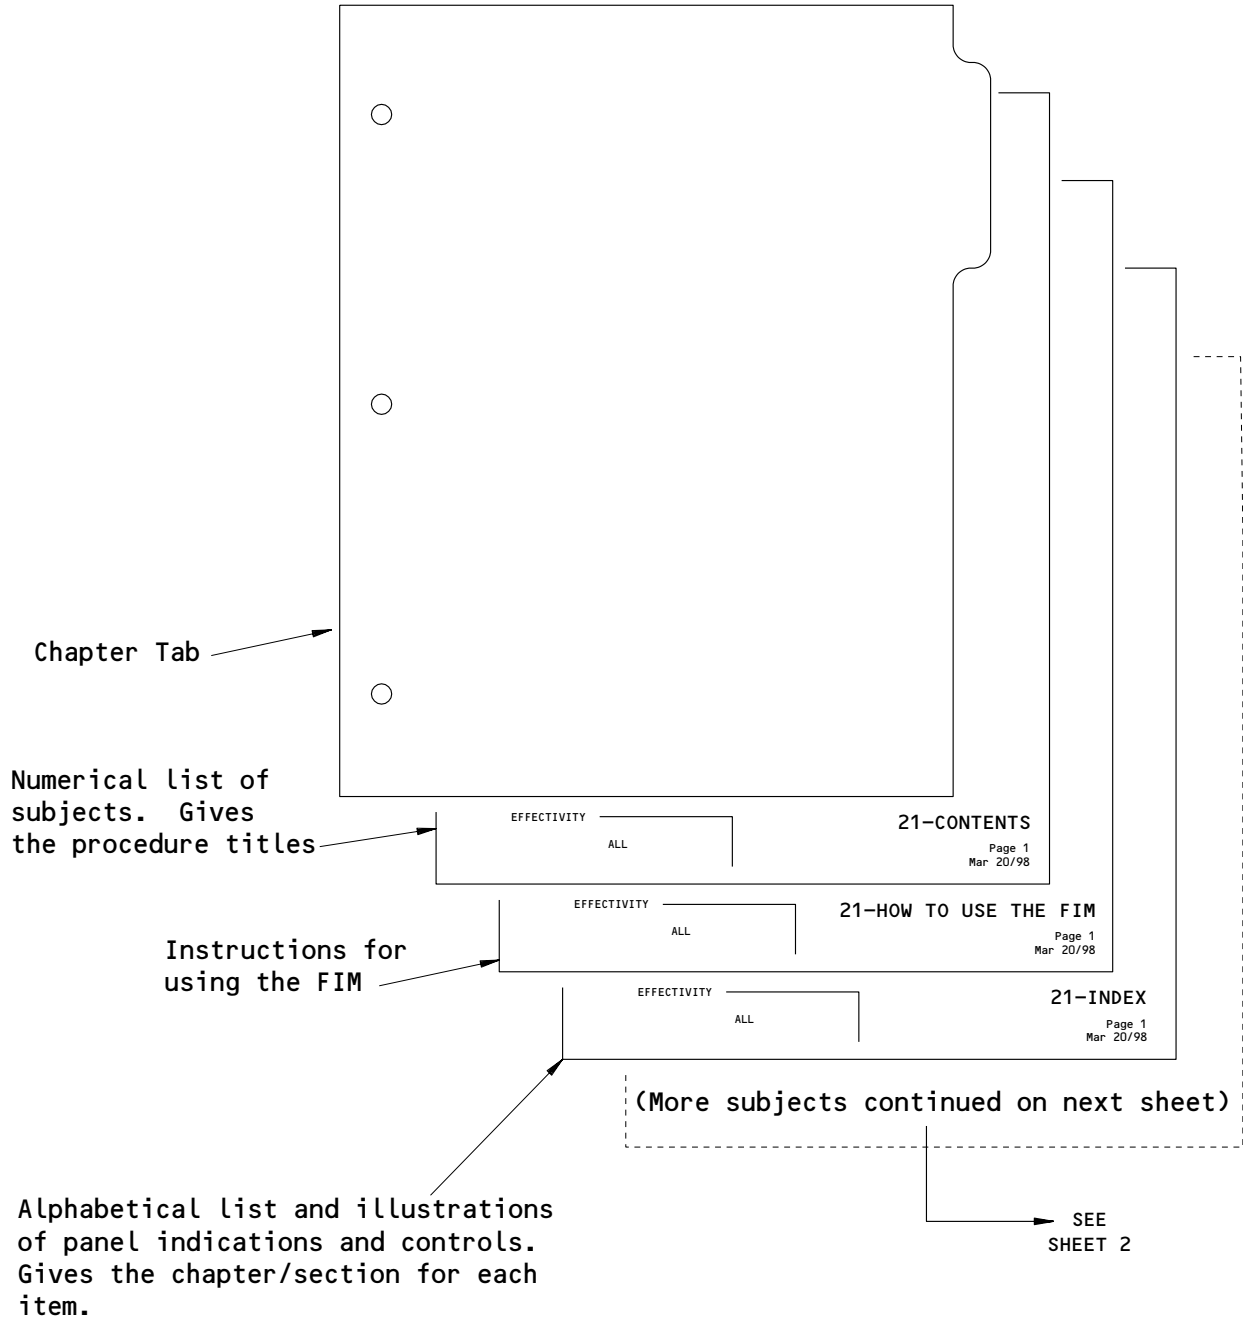 Chapter Tab
Numerical list of
subjects.  Gives
the procedure titles
EFFECTIVITY
ALL
21-CONTENTS
Page 1
Mar 20/98
Instructions for
using the FIM
EFFECTIVITY
ALL
21-HOW TO USE THE FIM
Page 1
Mar 20/98
EFFECTIVITY
ALL
21-INDEX
Page 1
Mar 20/98
(More subjects continued on next sheet)
Alphabetical list and illustrations
of panel indications and controls.
Gives the chapter/section for each
item.
SEE
SHEET 2